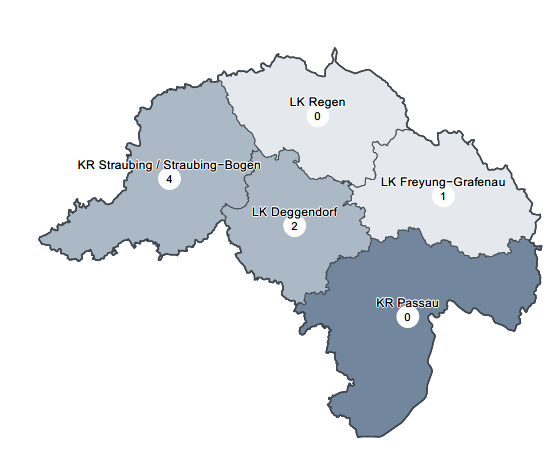 LK Regen
0
KR Straubing / Straubing−Bogen
4
LK Freyung−Grafenau
1
LK Deggendorf
2
KR Passau
0